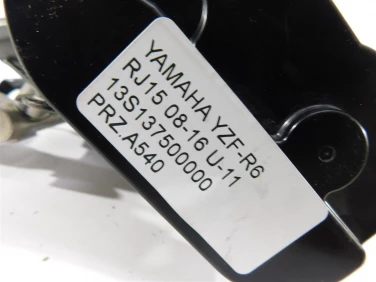 YAMAHA YZF-R6
RJ15 08-16 U-11
13S137500000
PRZ.A540